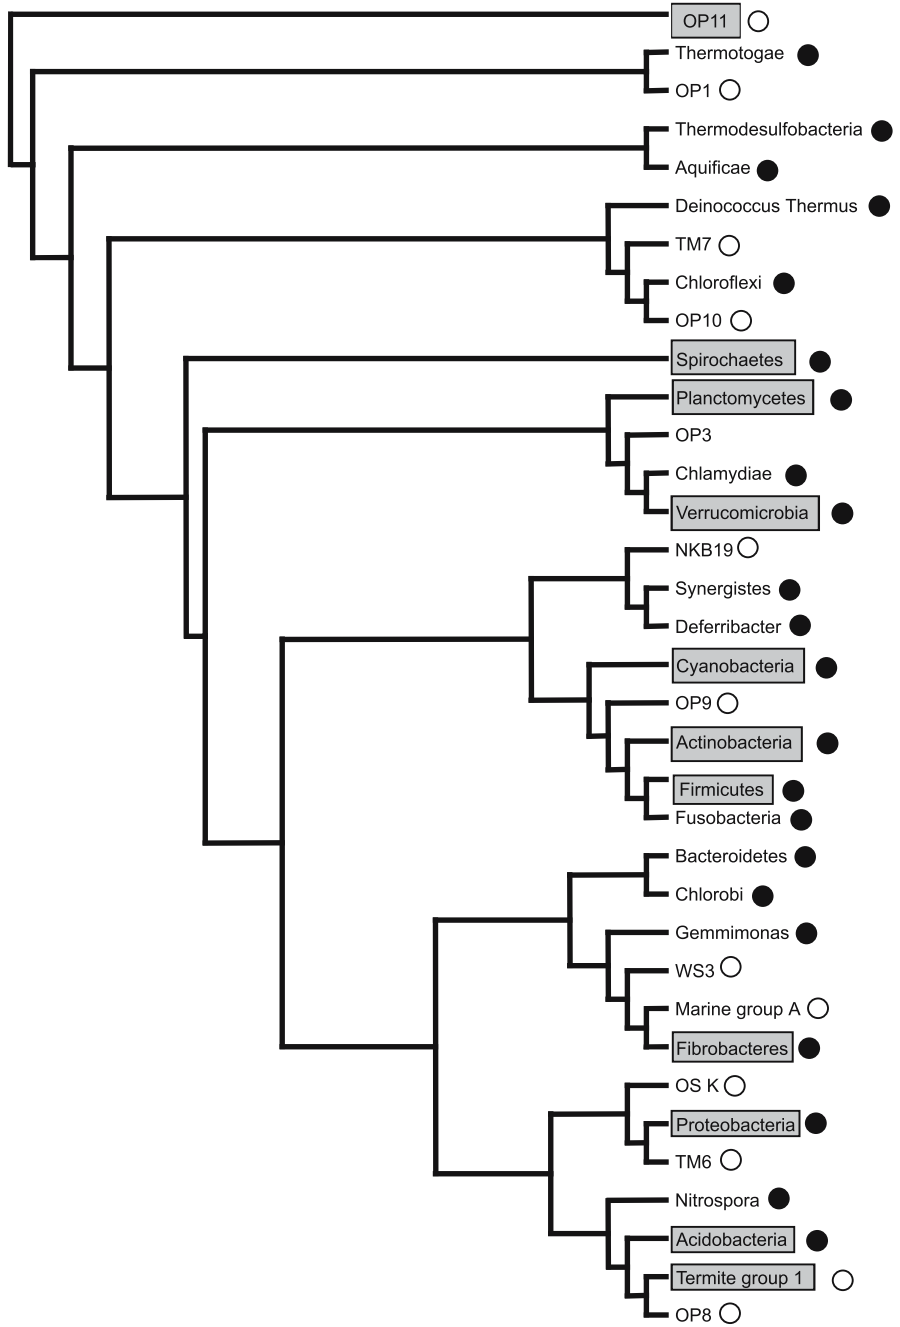 OP11
Thermotogae
OP1
Thermodesulfobacteria
Aquificae
Deinococcus Thermus
TM7
Chloroflexi
OP10
Spirochaetes
Planctomycetes
OP3
Chlamydiae
Verrucomicrobia
NKB19
Synergistes
Deferribacter
Cyanobacteria
OP9
Actinobacteria
Firmicutes
Fusobacteria
Bacteroidetes
Chlorobi
Gemmimonas
WS3
Marine group A
Fibrobacteres
OS K
Proteobacteria
TM6
Nitrospora
Acidobacteria
Termite group 1
OP8